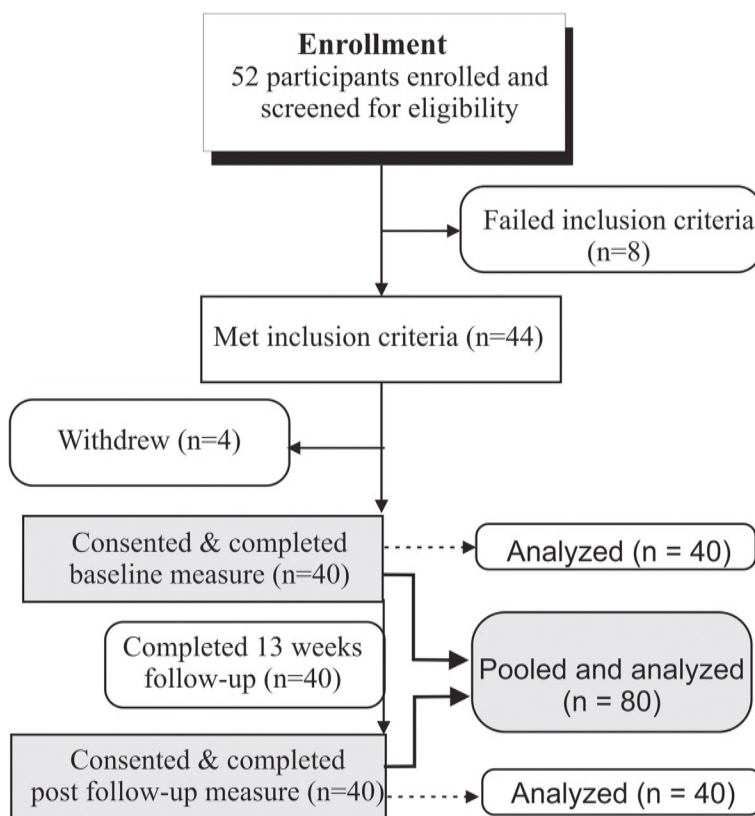 Enrollment
52 participants enrolled and
screened for eligibility
Failed inclusion criteria
(n=8)
Met inclusion criteria (n=44)
Withdrew (n=4)
Consented & completed
baseline measure (n=40)
Analyzed (n = 40)
Completed 13 weeks
follow-up (n=40)
Pooled and analyzed
(n = 80)
Consented & completed
post follow-up measure (n=40)
Analyzed (n = 40)